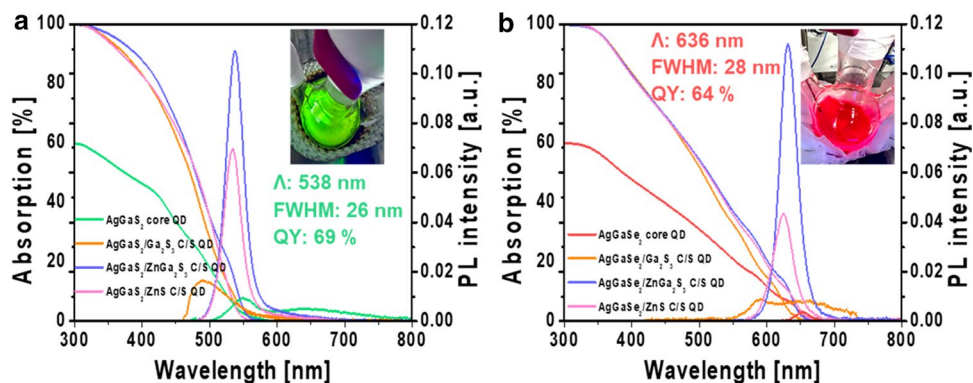 a
Absorption [%]
100
80
60
40
20
0
300 400 500 600 700 800
Wavelength [nm]
0.12
0.10
0.08
0.06
0.04
0.02
0.00
PL intensity [a.u.]
Λ: 538 nm
FWHM: 26 nm
QY: 69 %
AgGaS₂ core QD
AgGaS₂/Ga₂S₃ C/S QD
AgGaS₂/ZnGa₂S₃ C/S QD
AgGaS₂/ZnS C/S QD
b
Absorption [%]
100
80
60
40
20
0
300 400 500 600 700 800
Wavelength [nm]
0.12
0.10
0.08
0.06
0.04
0.02
0.00
PL intensity [a.u.]
Λ: 636 nm
FWHM: 28 nm
QY: 64 %
AgGaSe₂ core QD
AgGaSe₂/Ga₂S₃ C/S QD
AgGaSe₂/ZnGa₂S₃ C/S QD
AgGaSe₂/ZnS C/S QD